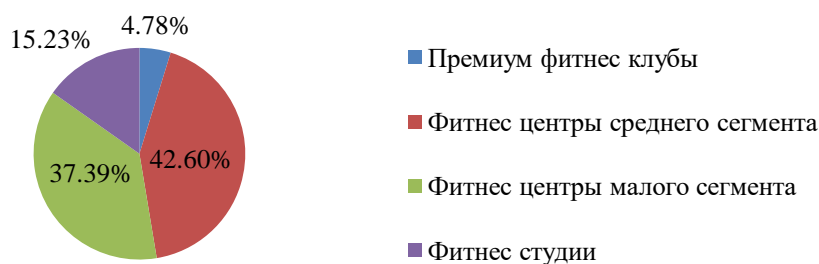 4.78%
15.23%
42.60%
37.39%
Премиум фитнес клубы
Фитнес центры среднего сегмента
Фитнес центры малого сегмента
Фитнес студии